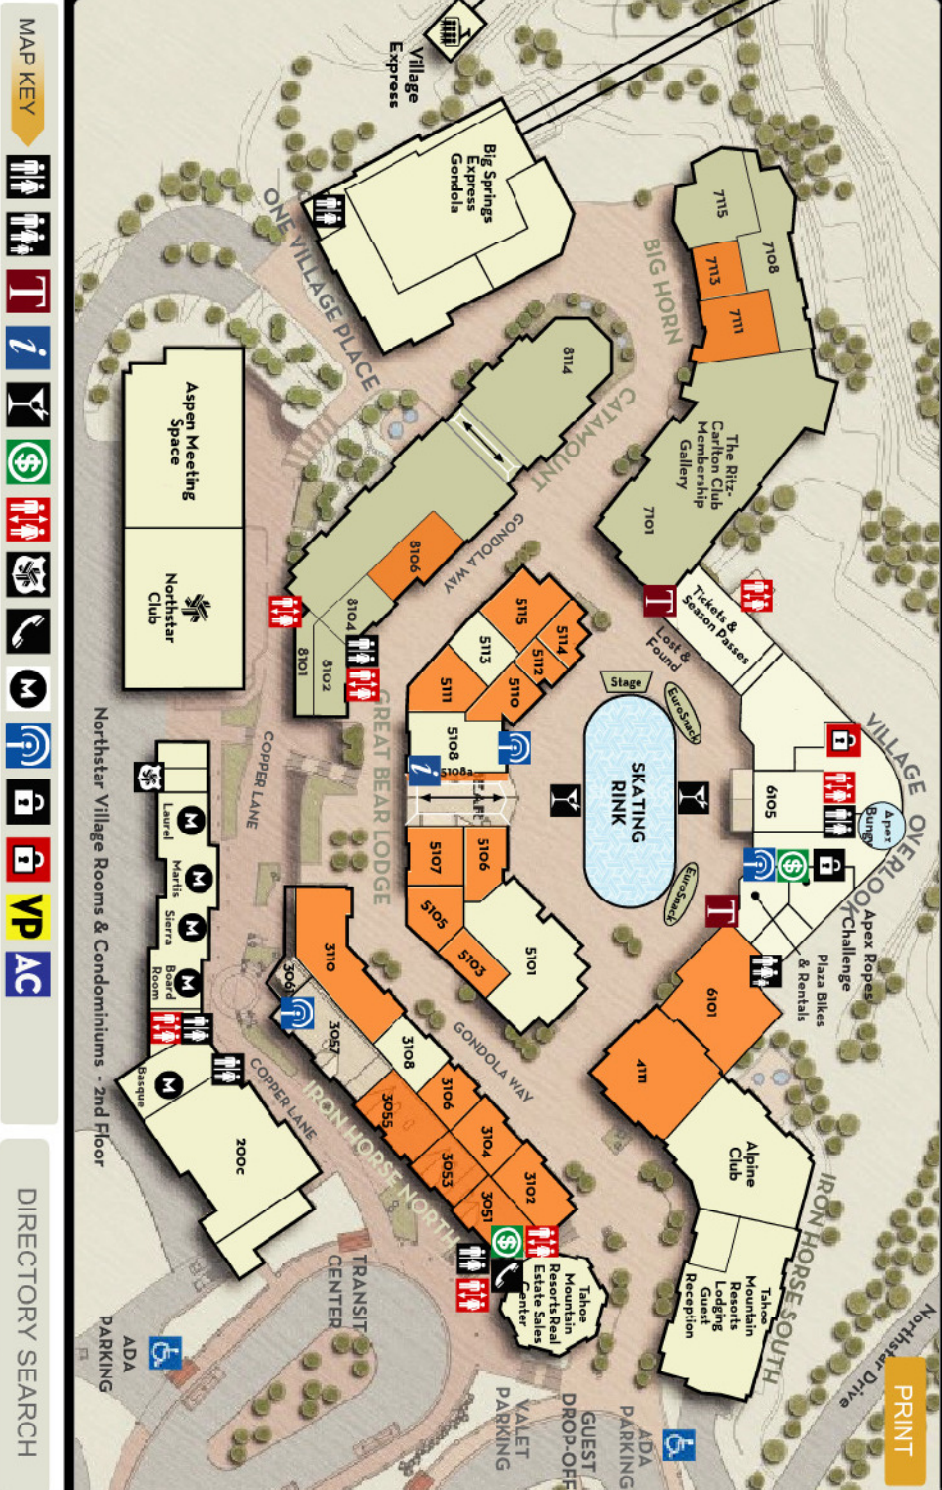 PRINT
Northstar Drive
VILLAGE OVERLOOK
Apex
Bungy
Apex Ropes
Challenge
Plaza Bikes
& Rentals
IRON HORSE SOUTH
7115
7108
7113
7111
BIG HORN
The Ritz-
Carlton Club
Membership
Gallery
7101
T
Tickets &
Season Passes
Lost &
Found
6105
T
6101
4111
Alpine
Club
Tahoe
Mountain
Resorts
Lodging
Guest
Reception
ADA
PARKING
GUEST
DROP-OFF
VALET
PARKING
Village
Express
Big Springs
Express
Gondola
ONE VILLAGE PLACE
CATAMOUNT
8114
8106
8104
8102
8101
GONDOLA WAY
Stage
EuroSnack
SKATING
RINK
EuroSnack
5115
5114
5112
5113
5110
5111
5108
5108a
i
5106
5107
5105
5103
5101
GREAT BEAR LODGE
GONDOLA WAY
3110
3108
3106
3104
3102
3057
3055
3053
3051
IRON HORSE NORTH
Tahoe
Mountain
Resorts Real
Estate Sales
Center
Aspen Meeting
Space
Northstar
Club
COPPER LANE
COPPER LANE
M
Laurel
M
Martis
M
Sierra
M
Board
Room
M
Basque
200c
TRANSIT
CENTER
ADA
PARKING
Northstar Village Rooms & Condominiums - 2nd Floor
MAP KEY
T
i
M
VP
AC
DIRECTORY SEARCH